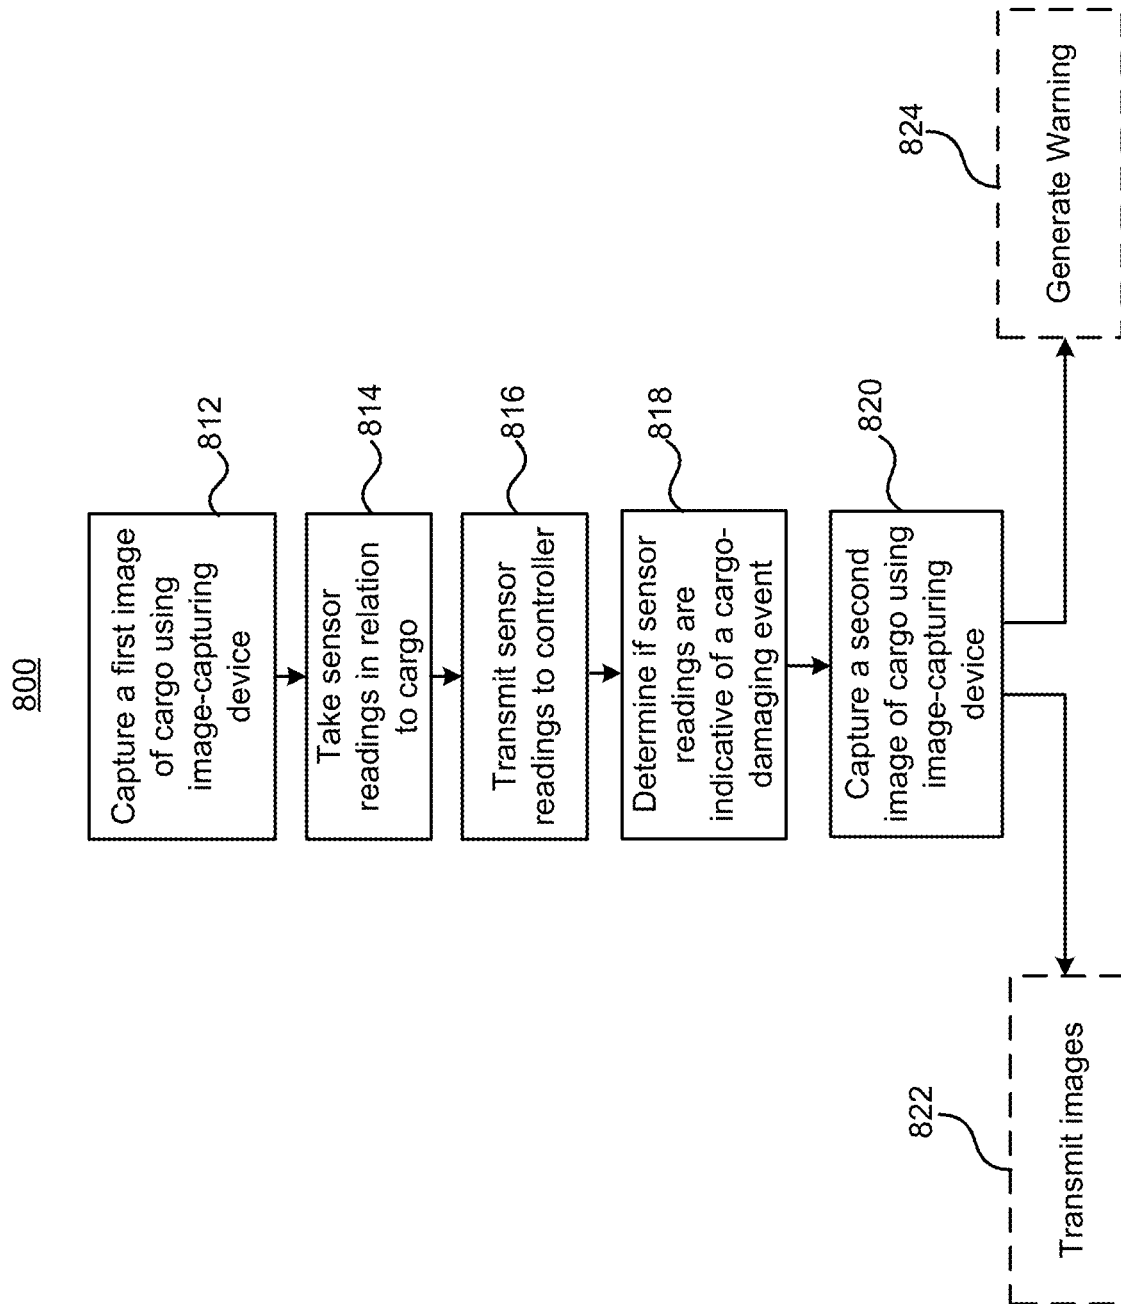 800
Capture a first image
of cargo using
image-capturing
device
812
Take sensor
readings in relation
to cargo
814
Transmit sensor
readings to controller
816
Determine if sensor
readings are
indicative of a cargo-
damaging event
818
Capture a second
image of cargo using
image-capturing
device
820
822
Transmit images
824
Generate Warning